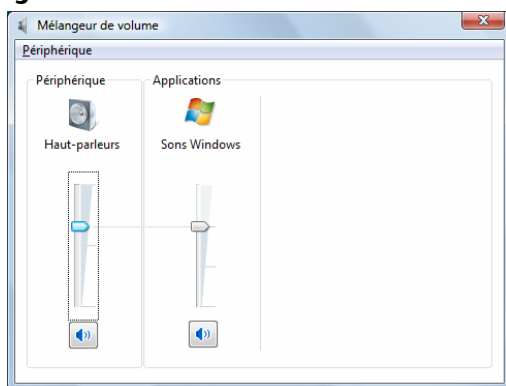 Mélangeur de volume
Périphérique
Périphérique
Applications
Haut-parleurs
Sons Windows